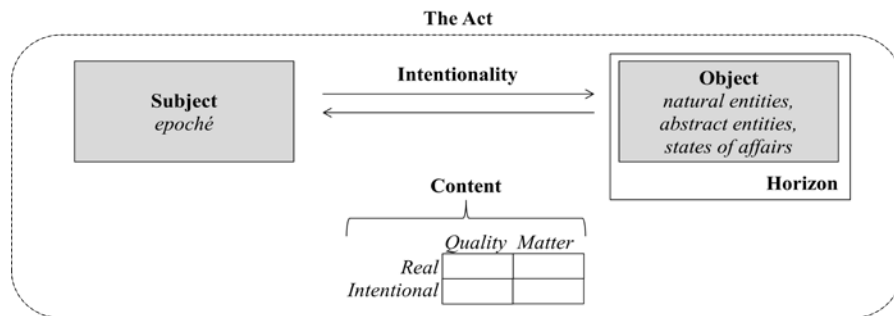 The Act
Intentionality
Subject
epoché
Object
natural entities,
abstract entities,
states of affairs
Horizon
Content
Quality Matter
Real
Intentional